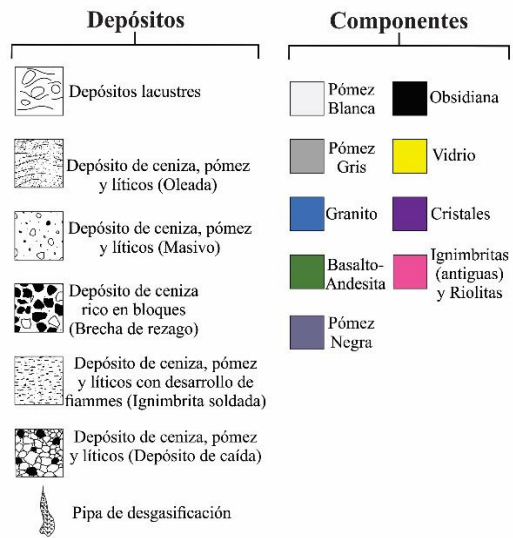 Depósitos
Depósitos lacustres
Depósito de ceniza, pómez
y líticos (Oleada)
Depósito de ceniza, pómez
y líticos (Masivo)
Depósito de ceniza
rico en bloques
(Brecha de rezago)
Depósito de ceniza, pómez
y líticos con desarrollo de
fiammes (Ignimbrita soldada)
Depósito de ceniza, pómez
y líticos (Depósito de caída)
Pipa de desgasificación
Componentes
Pómez
Blanca
Pómez
Gris
Granito
Basalto-
Andesita
Pómez
Negra
Obsidiana
Vidrio
Cristales
Ignimbritas
(antiguas)
y Riolitas